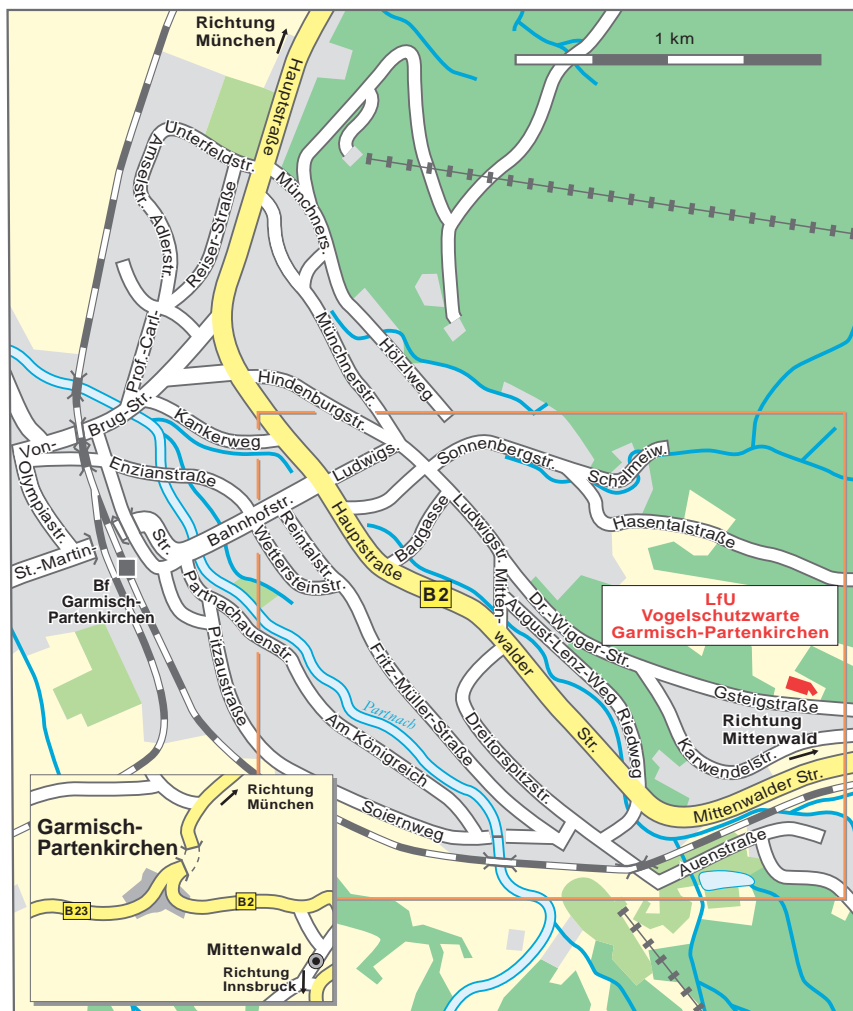 Richtung
München
1 km
Hauptstraße
Unterfeldstr.
Amselstr.
Adlerstr.
Reiser-Straße
Prof.-Carl-
Münchners.
Münchnerstr.
Hölzlweg
Hindenburgstr.
Von-
Brug-Str.
Kankerweg
Ludwigs.
Sonnenbergstr.
Schalmeiw.
Enzianstraße
Olympiastr.
Bahnhofstr.
Hasentalstraße
Badgasse
Ludwigstr.
Hauptstraße
Reintalstr.
Wettersteinstr.
St.-Martin-
Str.
Bf
Garmisch-
Partenkirchen
B2
LfU
Vogelschutzwarte
Garmisch-Partenkirchen
Partnachauenstr.
Pitzaustraße
Mitten-
walder
Str.
Dr.-Wigger-Str.
August-Lenz-Weg
Riedweg
Fritz-Müller-Straße
Dreitorspitzstr.
Partnach
Am Königreich
Gsteigstraße
Richtung
Mittenwald
Karwendelstr.
Mittenwalder Str.
Soiernweg
Auenstraße
Richtung
München
Garmisch-
Partenkirchen
B23
B2
Mittenwald
Richtung
Innsbruck